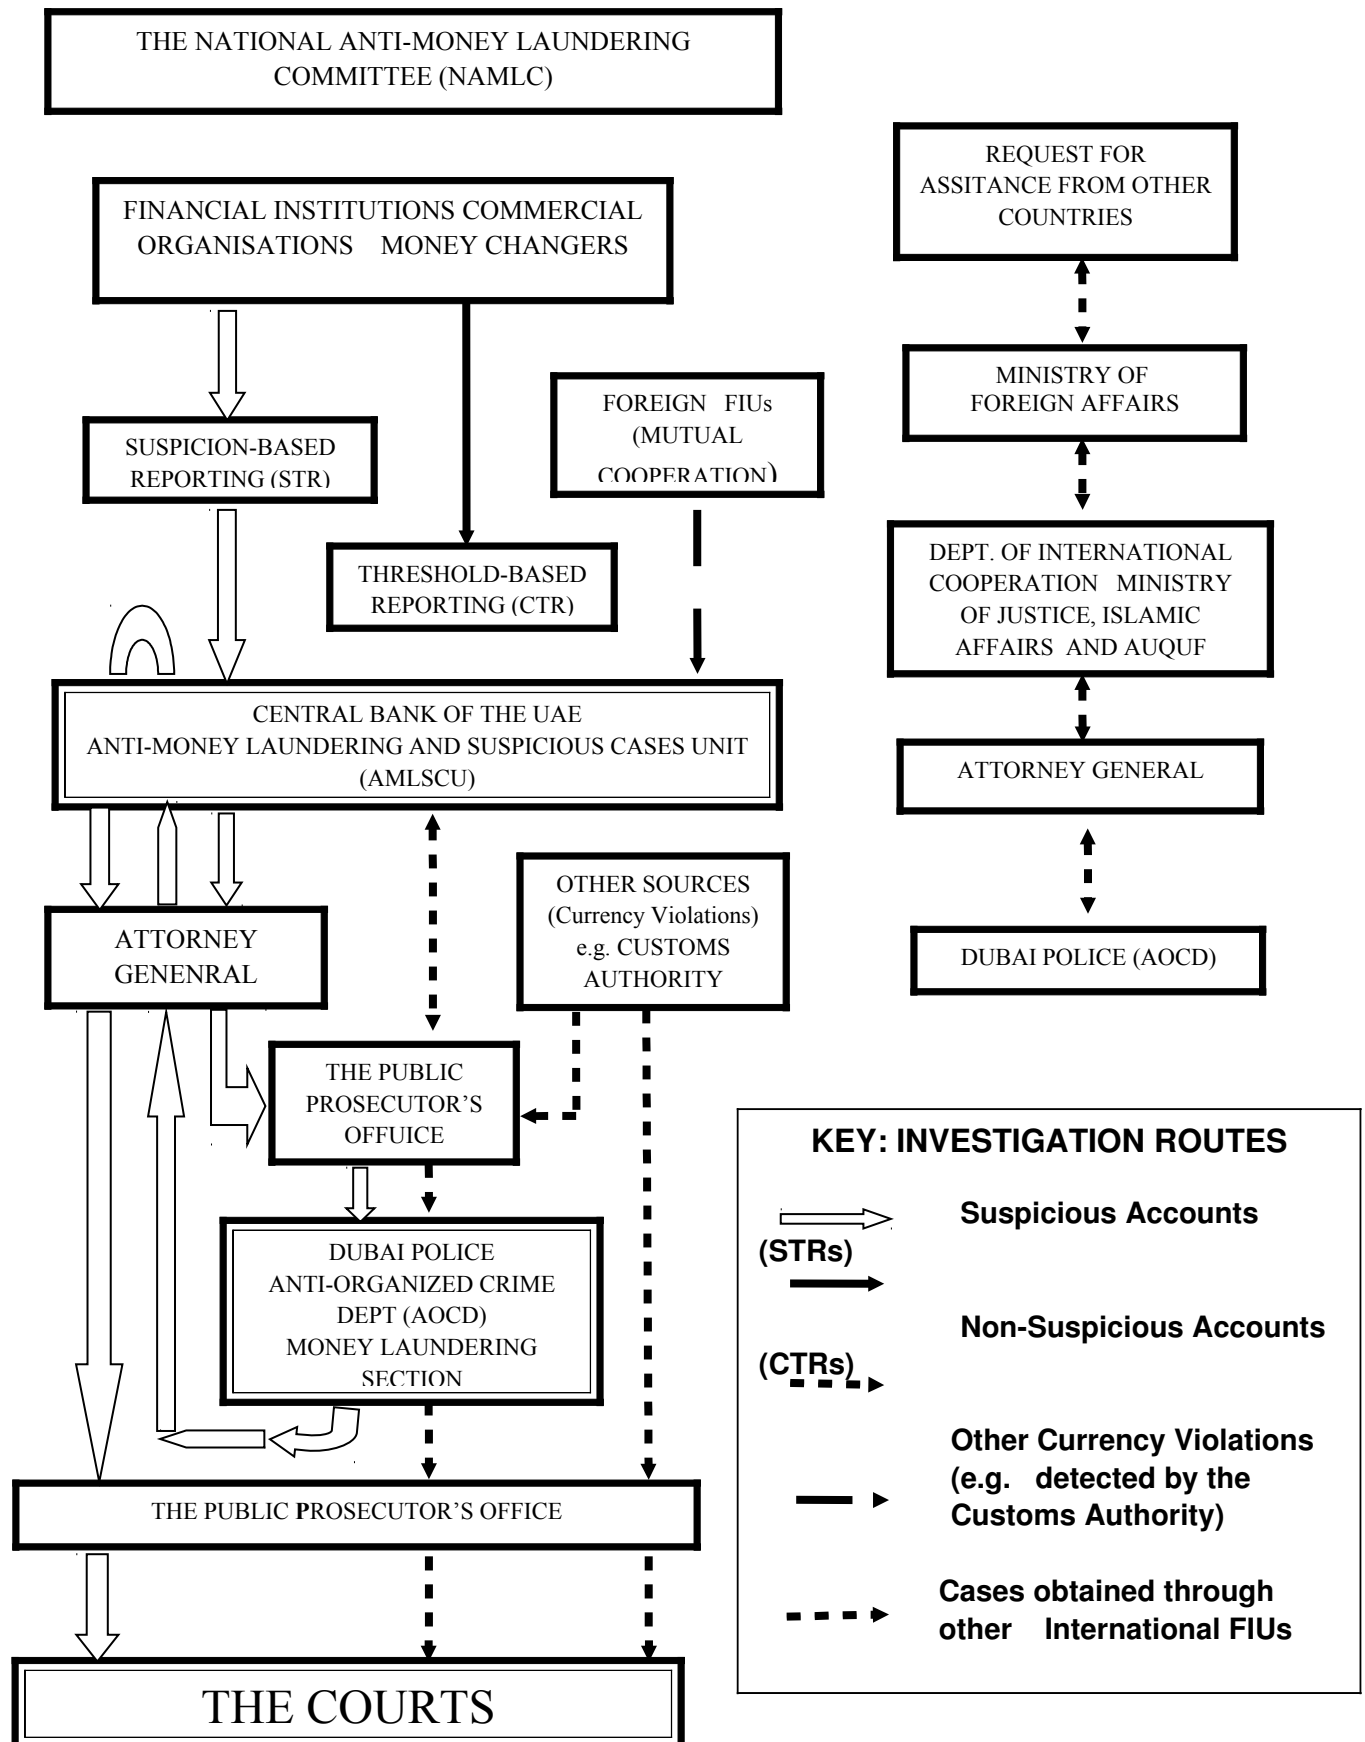 THE NATIONAL ANTI-MONEY LAUNDERING
COMMITTEE (NAMLC)
REQUEST FOR
ASSITANCE FROM OTHER
COUNTRIES
FINANCIAL INSTITUTIONS COMMERCIAL
ORGANISATIONS MONEY CHANGERS
MINISTRY OF
FOREIGN AFFAIRS
FOREIGN FIUs
(MUTUAL
COOPERATION)
SUSPICION-BASED
REPORTING (STR)
THRESHOLD-BASED
REPORTING (CTR)
DEPT. OF INTERNATIONAL
COOPERATION MINISTRY
OF JUSTICE, ISLAMIC
AFFAIRS AND AUQUF
CENTRAL BANK OF THE UAE
ANTI-MONEY LAUNDERING AND SUSPICIOUS CASES UNIT
(AMLSCU)
ATTORNEY GENERAL
OTHER SOURCES
(Currency Violations)
e.g. CUSTOMS
AUTHORITY
ATTORNEY
GENENRAL
DUBAI POLICE (AOCD)
THE PUBLIC
PROSECUTOR’S
OFFUICE
DUBAI POLICE
ANTI-ORGANIZED CRIME
DEPT (AOCD)
MONEY LAUNDERING
SECTION
THE PUBLIC PROSECUTOR’S OFFICE
THE COURTS
KEY: INVESTIGATION ROUTES
Suspicious Accounts
(STRs)
Non-Suspicious Accounts
(CTRs)
Other Currency Violations
(e.g. detected by the
Customs Authority)
Cases obtained through
other International FIUs